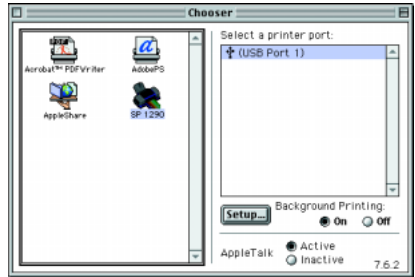 Chooser
Select a printer port:
(USB Port 1)
Acrobat™ PDFWriter
AdobePS
AppleShare
SP 1290
Setup...
Background Printing:
On
Off
AppleTalk
Active
Inactive
7.6.2